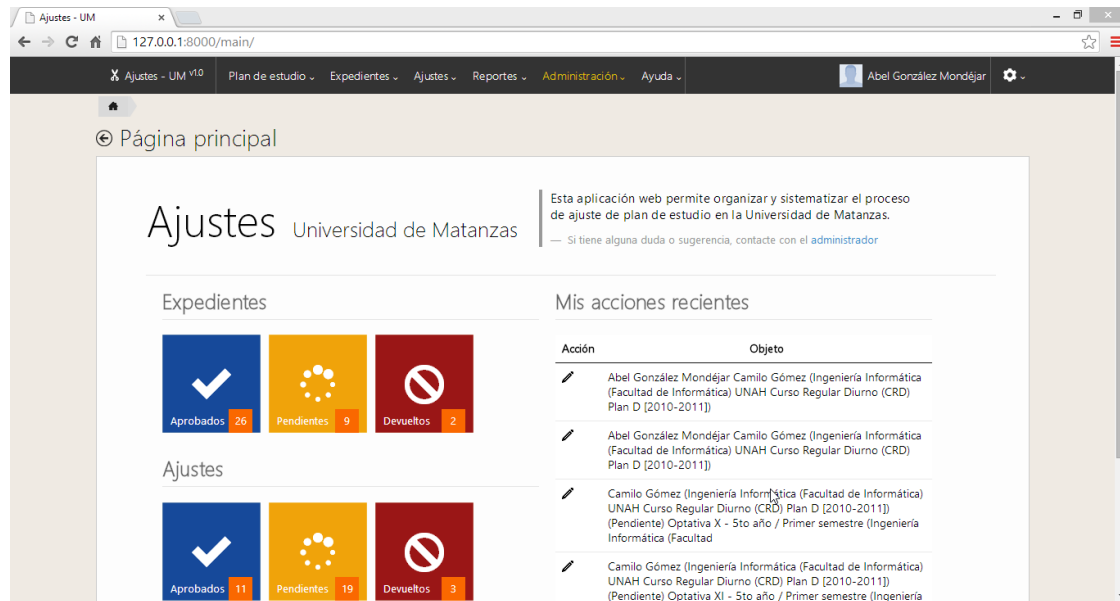 Ajustes - UM
127.0.0.1:8000/main/
Ajustes - UM v1.0 Plan de estudio Expedientes Ajustes Reportes Administración Ayuda Abel González Mondéjar
Página principal
Ajustes Universidad de Matanzas
Esta aplicación web permite organizar y sistematizar el proceso
de ajuste de plan de estudio en la Universidad de Matanzas.
— Si tiene alguna duda o sugerencia, contacte con el administrador
Expedientes
Aprobados 26
Pendientes 9
Devueltos 2
Ajustes
Aprobados 11
Pendientes 19
Devueltos 3
Mis acciones recientes
Acción Objeto
Abel González Mondéjar Camilo Gómez (Ingeniería Informática
(Facultad de Informática) UNAH Curso Regular Diurno (CRD)
Plan D [2010-2011])
Abel González Mondéjar Camilo Gómez (Ingeniería Informática
(Facultad de Informática) UNAH Curso Regular Diurno (CRD)
Plan D [2010-2011])
Camilo Gómez (Ingeniería Informática (Facultad de Informática)
UNAH Curso Regular Diurno (CRD) Plan D [2010-2011])
(Pendiente) Optativa X - 5to año / Primer semestre (Ingeniería
Informática (Facultad
Camilo Gómez (Ingeniería Informática (Facultad de Informática)
UNAH Curso Regular Diurno (CRD) Plan D [2010-2011])
(Pendiente) Optativa XI - 5to año / Primer semestre (Ingeniería